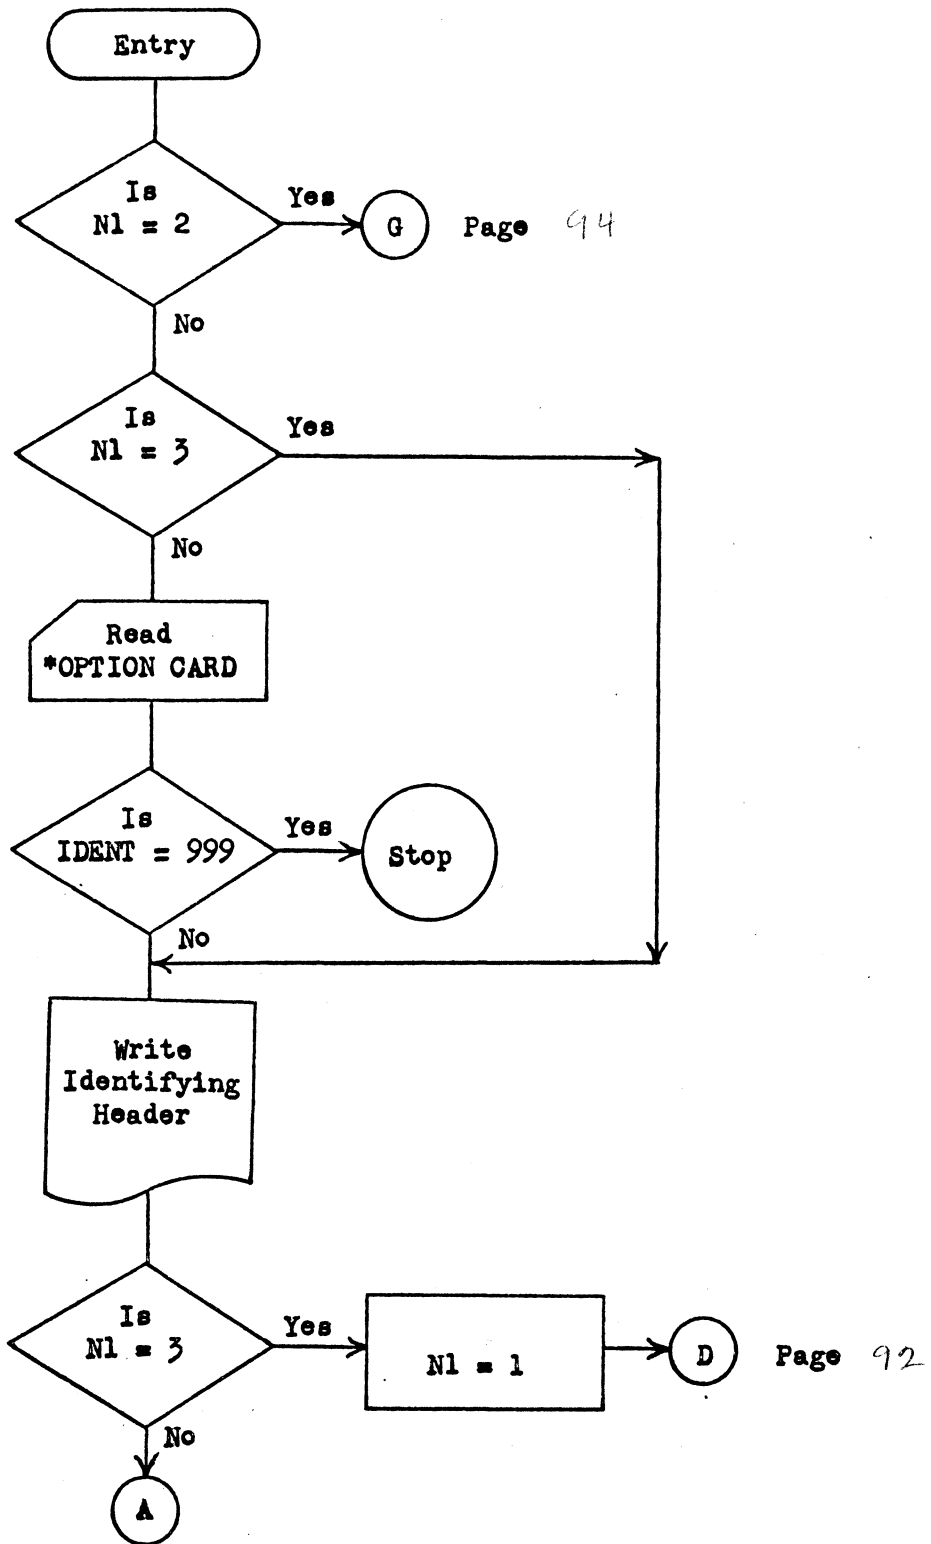 Entry
Is
N1 = 2
Yes
G
Page 94
No
Is
N1 = 3
Yes
No
Read
*OPTION CARD
Is
IDENT = 999
Yes
Stop
No
Write
Identifying
Header
Is
N1 = 3
Yes
N1 = 1
D
Page 92
No
A